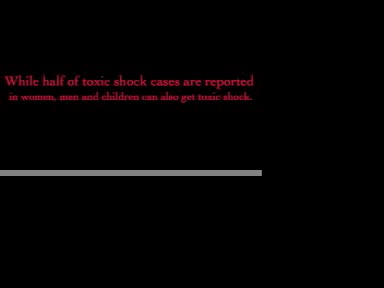 While half of toxic shock cases are reported
in women, men and children can also get toxic shock.